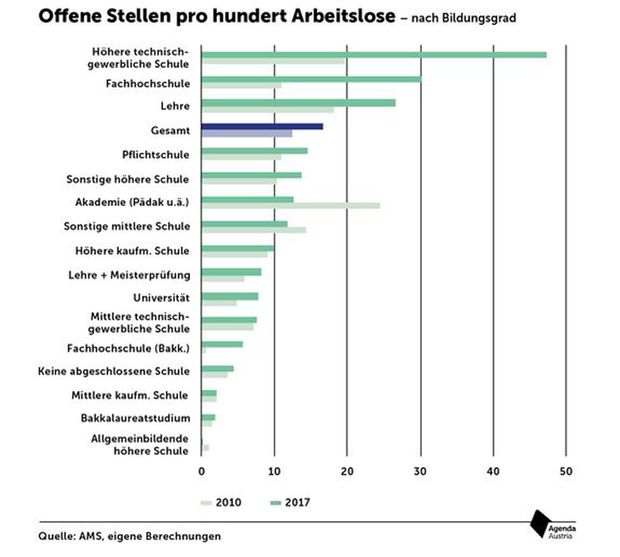 Offene Stellen pro hundert Arbeitslose – nach Bildungsgrad
Höhere technisch-
gewerbliche Schule
Fachhochschule
Lehre
Gesamt
Pflichtschule
Sonstige höhere Schule
Akademie (Pädak u.ä.)
Sonstige mittlere Schule
Höhere kaufm. Schule
Lehre + Meisterprüfung
Universität
Mittlere technisch-
gewerbliche Schule
Fachhochschule (Bakk.)
Keine abgeschlossene Schule
Mittlere kaufm. Schule
Bakkalaureatstudium
Allgemeinbildende
höhere Schule
0 10 20 30 40 50
2010 2017
Agenda
Austria
Quelle: AMS, eigene Berechnungen